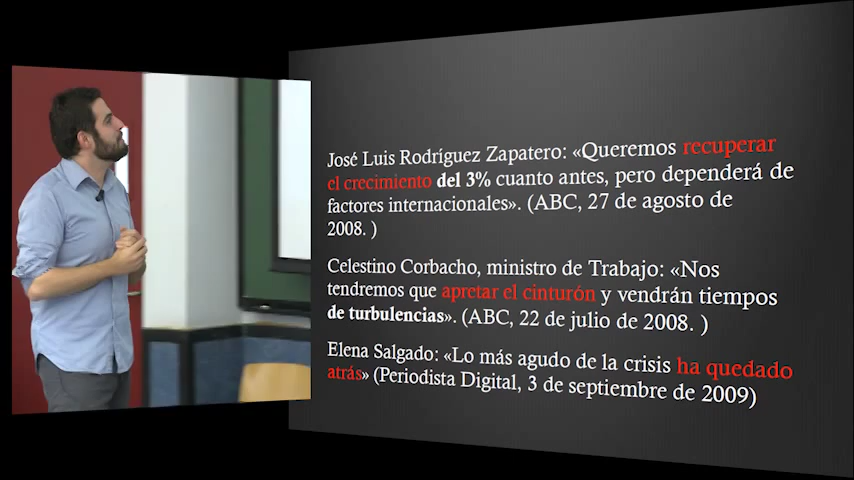 José Luis Rodríguez Zapatero: «Queremos recuperar
el crecimiento del 3% cuanto antes, pero dependerá de
factores internacionales». (ABC, 27 de agosto de
2008. )
Celestino Corbacho, ministro de Trabajo: «Nos
tendremos que apretar el cinturón y vendrán tiempos
de turbulencias». (ABC, 22 de julio de 2008. )
Elena Salgado: «Lo más agudo de la crisis ha quedado
atrás» (Periodista Digital, 3 de septiembre de 2009)